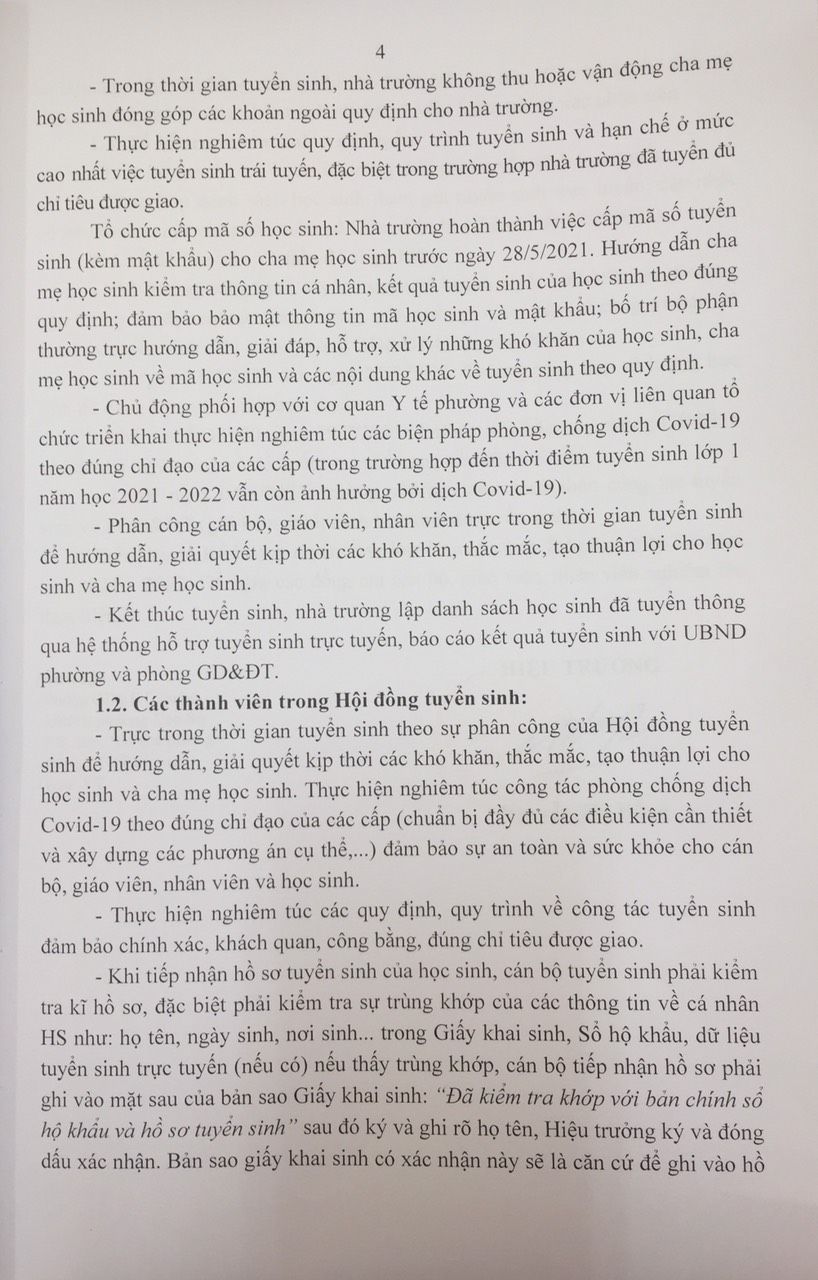 4
- Trong thời gian tuyển sinh, nhà trường không thu hoặc vận động cha mẹ
học sinh đóng góp các khoản ngoài quy định cho nhà trường.
- Thực hiện nghiêm túc quy định, quy trình tuyển sinh và hạn chế ở mức
cao nhất việc tuyển sinh trái tuyến, đặc biệt trong trường hợp nhà trường đã tuyển đủ
chỉ tiêu được giao.
Tổ chức cấp mã số học sinh: Nhà trường hoàn thành việc cấp mã số tuyển
sinh (kèm mật khẩu) cho cha mẹ học sinh trước ngày 28/5/2021. Hướng dẫn cha
mẹ học sinh kiểm tra thông tin cá nhân, kết quả tuyển sinh của học sinh theo đúng
quy định; đảm bảo bảo mật thông tin mã học sinh và mật khẩu; bố trí bộ phận
thường trực hướng dẫn, giải đáp, hỗ trợ, xử lý những khó khăn của học sinh, cha
mẹ học sinh về mã học sinh và các nội dung khác về tuyển sinh theo quy định.
- Chủ động phối hợp với cơ quan Y tế phường và các đơn vị liên quan tổ
chức triển khai thực hiện nghiêm túc các biện pháp phòng, chống dịch Covid-19
theo đúng chỉ đạo của các cấp (trong trường hợp đến thời điểm tuyển sinh lớp 1
năm học 2021 - 2022 vẫn còn ảnh hưởng bởi dịch Covid-19).
- Phân công cán bộ, giáo viên, nhân viên trực trong thời gian tuyển sinh
để hướng dẫn, giải quyết kịp thời các khó khăn, thắc mắc, tạo thuận lợi cho học
sinh và cha mẹ học sinh.
- Kết thúc tuyển sinh, nhà trường lập danh sách học sinh đã tuyển thông
qua hệ thống hỗ trợ tuyển sinh trực tuyến, báo cáo kết quả tuyển sinh với UBND
phường và phòng GD&ĐT.
1.2. Các thành viên trong Hội đồng tuyển sinh:
- Trực trong thời gian tuyển sinh theo sự phân công của Hội đồng tuyển
sinh để hướng dẫn, giải quyết kịp thời các khó khăn, thắc mắc, tạo thuận lợi cho
học sinh và cha mẹ học sinh. Thực hiện nghiêm túc công tác phòng chống dịch
Covid-19 theo đúng chỉ đạo của các cấp (chuẩn bị đầy đủ các điều kiện cần thiết
và xây dựng các phương án cụ thể,...) đảm bảo sự an toàn và sức khỏe cho cán
bộ, giáo viên, nhân viên và học sinh.
- Thực hiện nghiêm túc các quy định, quy trình về công tác tuyển sinh
đảm bảo chính xác, khách quan, công bằng, đúng chỉ tiêu được giao.
- Khi tiếp nhận hồ sơ tuyển sinh của học sinh, cán bộ tuyển sinh phải kiểm
tra kĩ hồ sơ, đặc biệt phải kiểm tra sự trùng khớp của các thông tin về cá nhân
HS như: họ tên, ngày sinh, nơi sinh... trong Giấy khai sinh, Sổ hộ khẩu, dữ liệu
tuyển sinh trực tuyến (nếu có) nếu thấy trùng khớp, cán bộ tiếp nhận hồ sơ phải
ghi vào mặt sau của bản sao Giấy khai sinh: “Đã kiểm tra khớp với bản chính sổ
hộ khẩu và hồ sơ tuyển sinh” sau đó ký và ghi rõ họ tên, Hiệu trưởng ký và đóng
dấu xác nhận. Bản sao giấy khai sinh có xác nhận này sẽ là căn cứ để ghi vào hồ